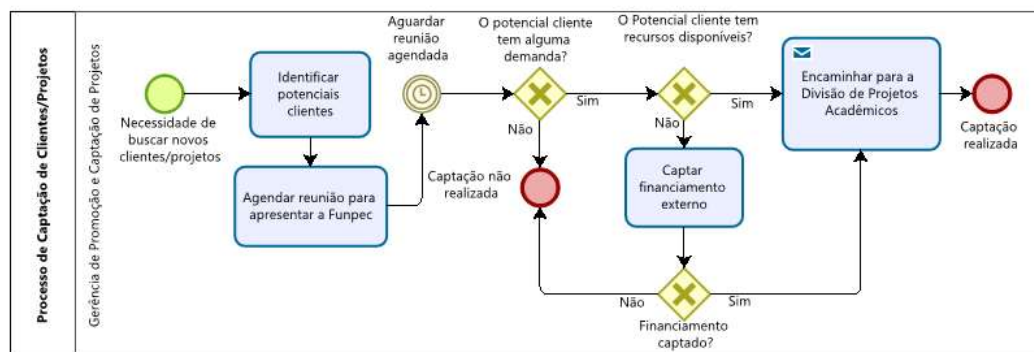 Processo de Captação de Clientes/Projetos
Gerência de Promoção e Captação de Projetos
Necessidade de
buscar novos
clientes/projetos
Identificar
potenciais
clientes
Agendar reunião para
apresentar a Funpec
Aguardar
reunião
agendada
O potencial cliente
tem alguma
demanda?
Sim
Não
Captação não
realizada
O Potencial cliente tem
recursos disponíveis?
Sim
Não
Captar
financiamento
externo
Não
Sim
Financiamento
captado?
Encaminhar para a
Divisão de Projetos
Acadêmicos
Captação
realizada